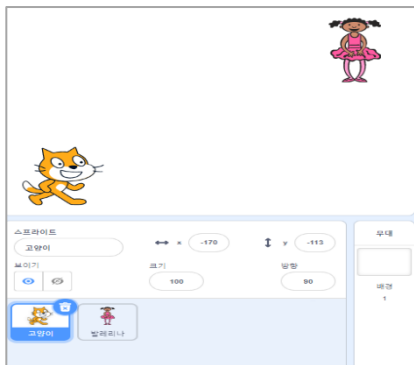 스프라이트
고양이
x -170
y -113
무대
보이기
크기
방향
100
90
배경
1
고양이
발레리나